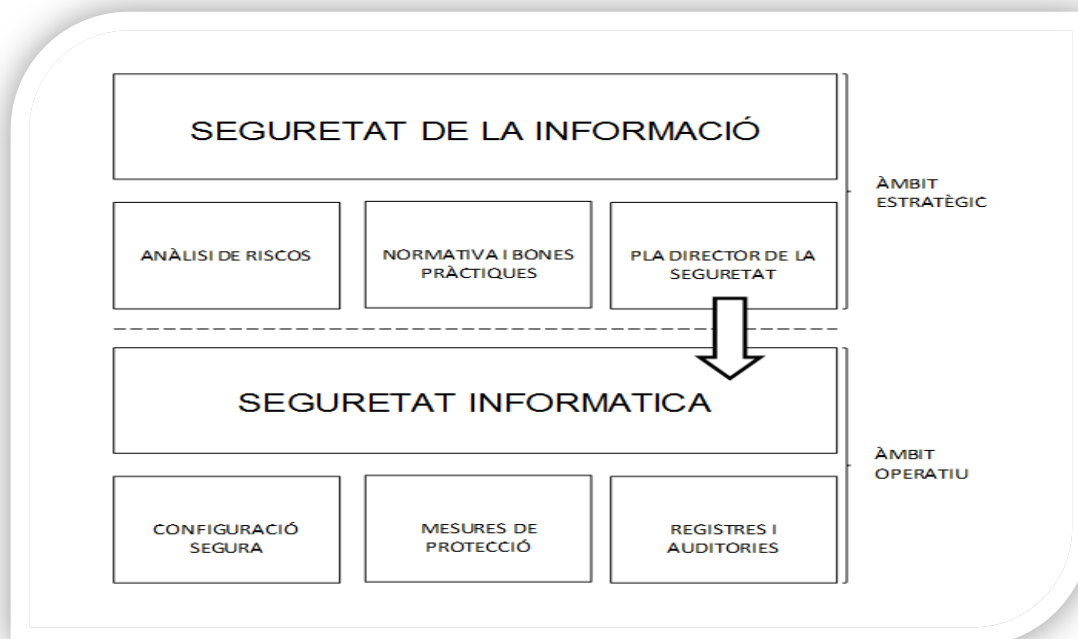 SEGURETAT DE LA INFORMACIÓ
ÀMBIT
ESTRATÈGIC
ANÀLISI DE RISCOS
NORMATIVA I BONES
PRÀCTIQUES
PLA DIRECTOR DE LA
SEGURETAT
SEGURETAT INFORMATICA
ÀMBIT
OPERATIU
CONFIGURACIÓ
SEGURA
MESURES DE
PROTECCIÓ
REGISTRES I
AUDITORIES